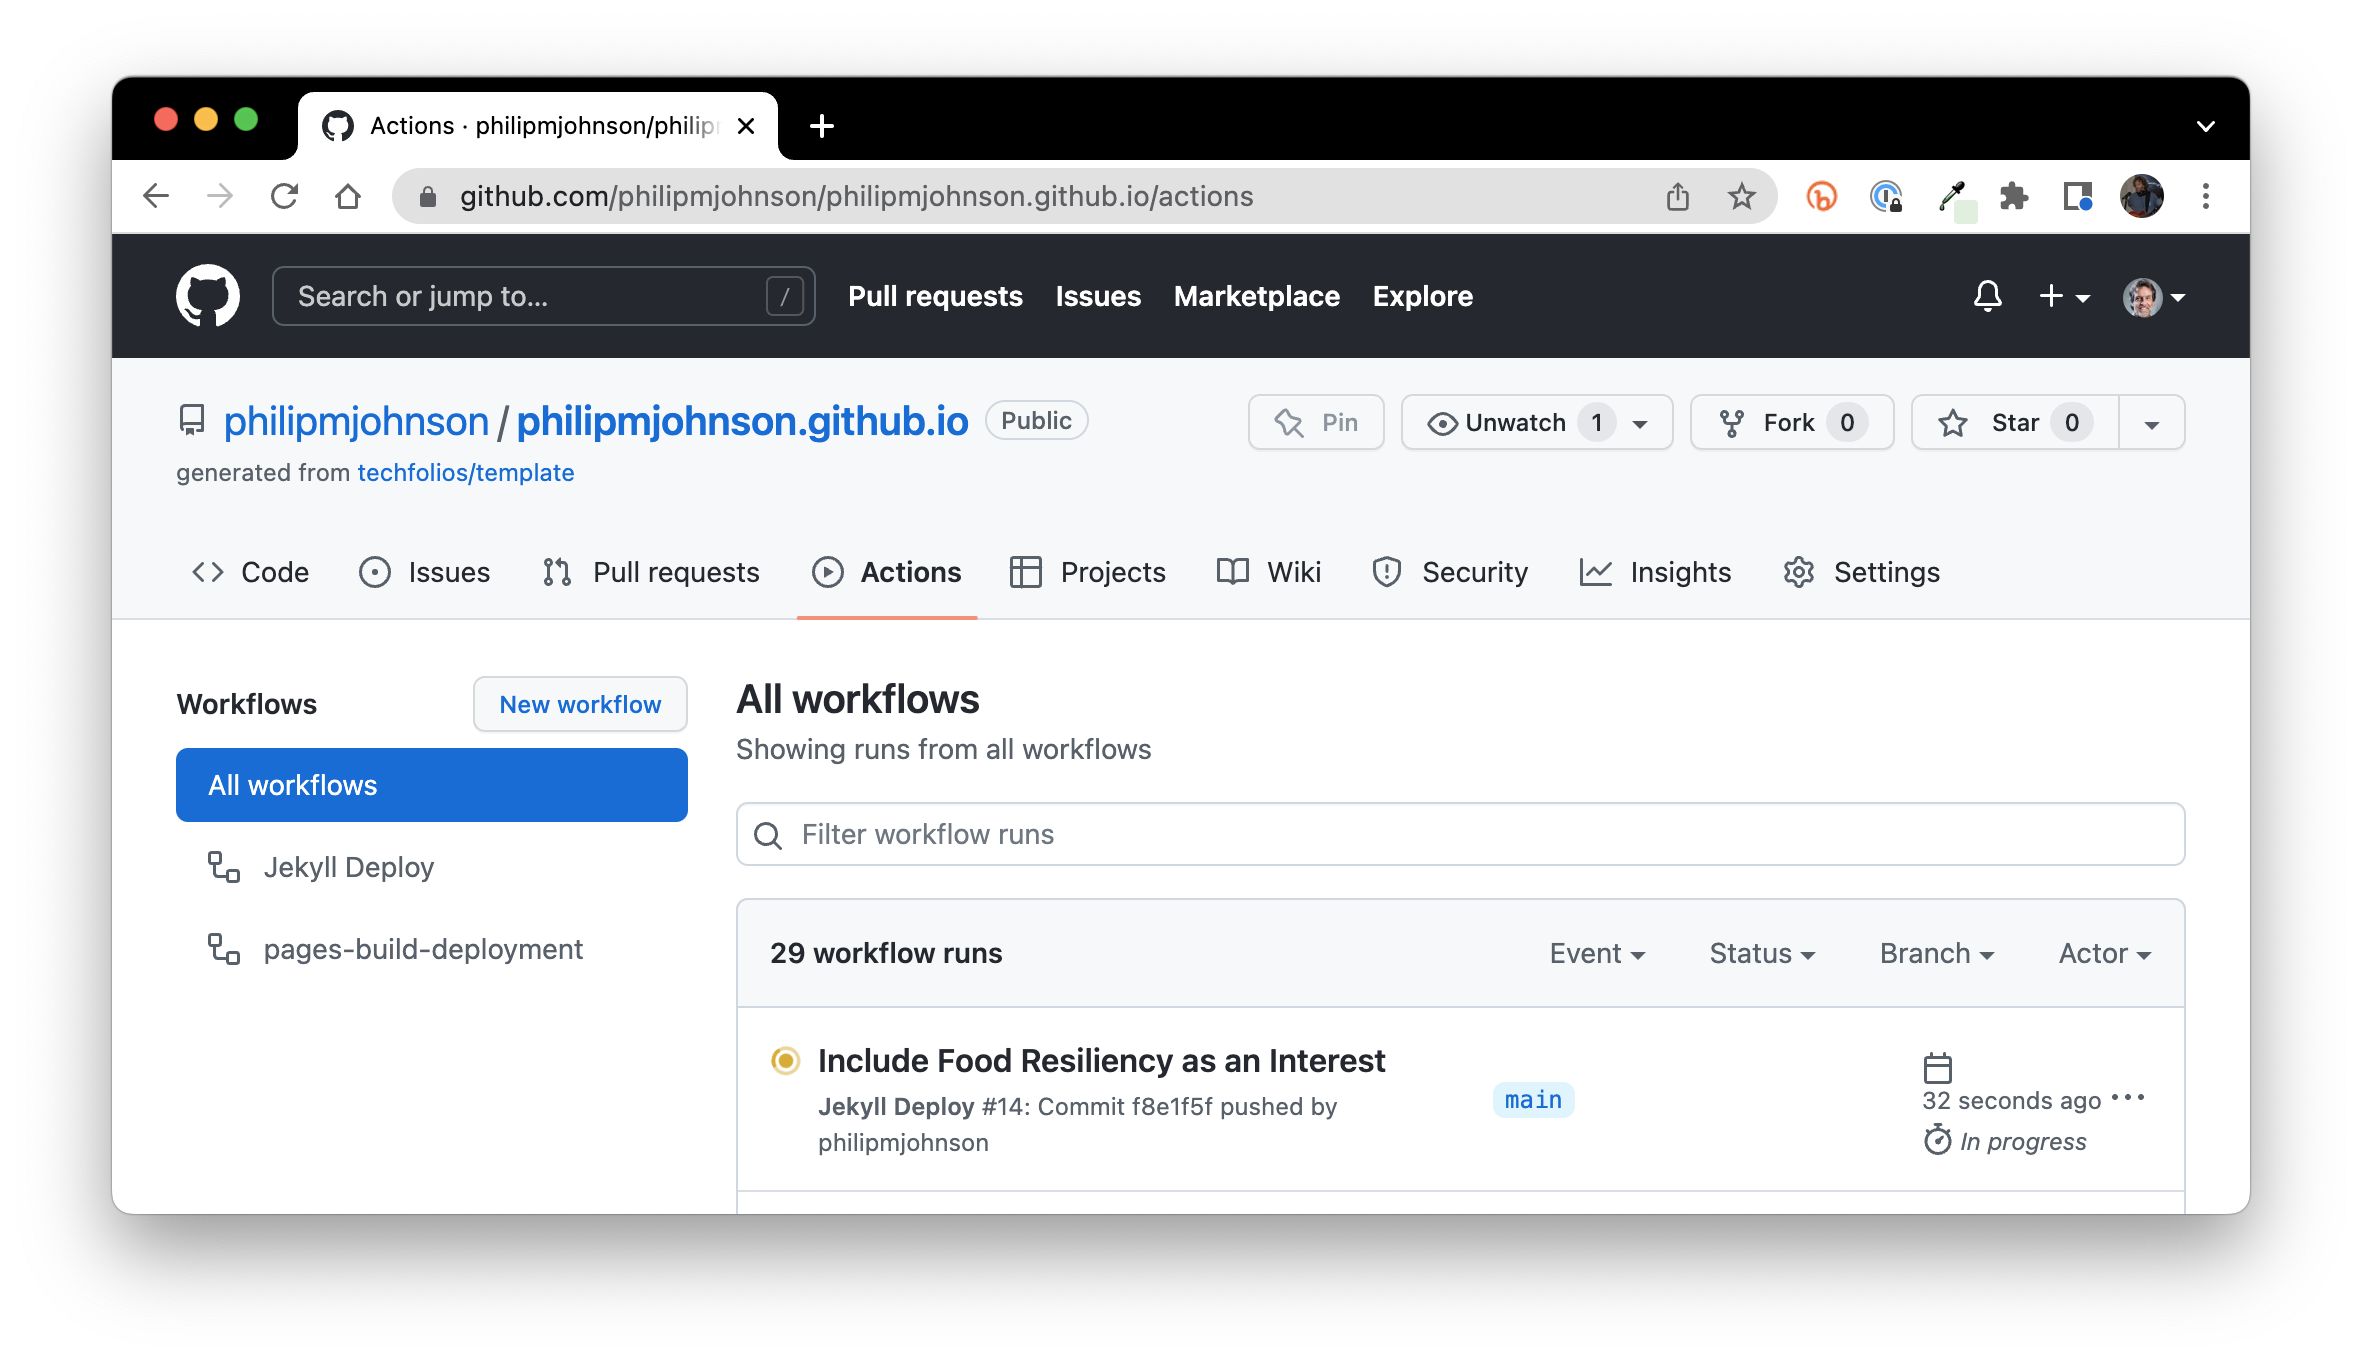 Actions · philipmjohnson/philip
github.com/philipmjohnson/philipmjohnson.github.io/actions
Search or jump to... /
Pull requests Issues Marketplace Explore
philipmjohnson / philipmjohnson.github.io Public
Pin Unwatch 1 Fork 0 Star 0
generated from techfolios/template
Code Issues Pull requests Actions Projects Wiki Security Insights Settings
Workflows New workflow
All workflows
Jekyll Deploy
pages-build-deployment
All workflows
Showing runs from all workflows
Filter workflow runs
29 workflow runs Event Status Branch Actor
Include Food Resiliency as an Interest
Jekyll Deploy #14: Commit f8e1f5f pushed by
philipmjohnson
main
32 seconds ago ···
In progress